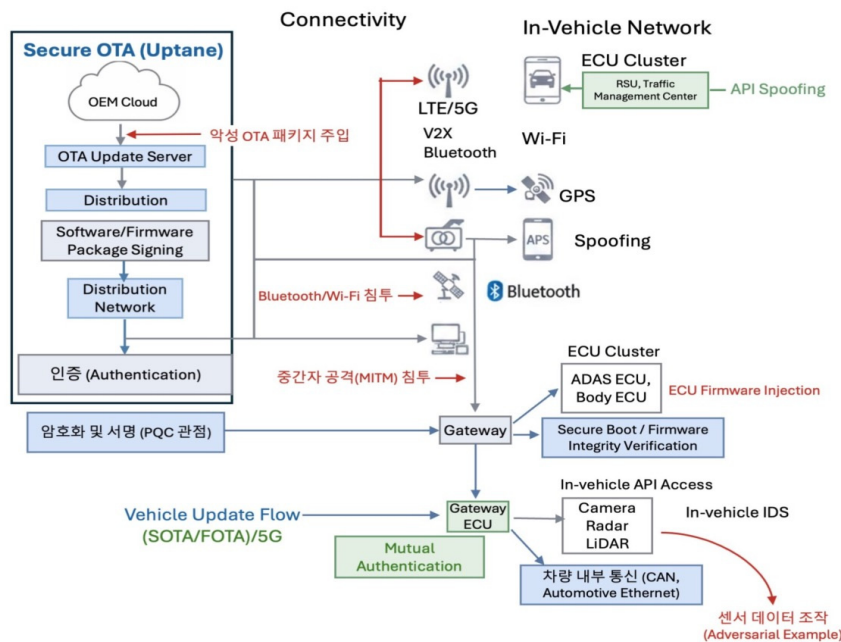 Connectivity
In-Vehicle Network
Secure OTA (Uptane)
OEM Cloud
악성 OTA 패키지 주입
OTA Update Server
Distribution
Software/Firmware
Package Signing
Distribution
Network
인증 (Authentication)
LTE/5G
V2X
Bluetooth
Wi-Fi
GPS
APS
Spoofing
ECU Cluster
RSU, Traffic
Management Center
API Spoofing
Bluetooth/Wi-Fi 침투
Bluetooth
중간자 공격(MITM) 침투
ECU Cluster
ADAS ECU,
Body ECU
ECU Firmware Injection
암호화 및 서명 (PQC 관점)
Gateway
Secure Boot / Firmware
Integrity Verification
In-vehicle API Access
Vehicle Update Flow
(SOTA/FOTA)/5G
Gateway
ECU
Camera
Radar
LiDAR
In-vehicle IDS
Mutual
Authentication
차량 내부 통신 (CAN,
Automotive Ethernet)
센서 데이터 조작
(Adversarial Example)